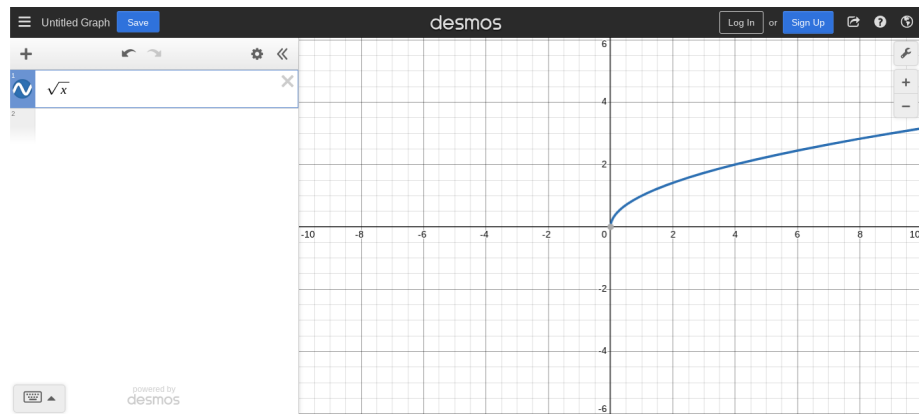 Untitled Graph Save desmos Log In or Sign Up
1
√x
2
powered by
desmos
6
4
2
-10 -8 -6 -4 -2 0 2 4 6 8 10
-2
-4
-6